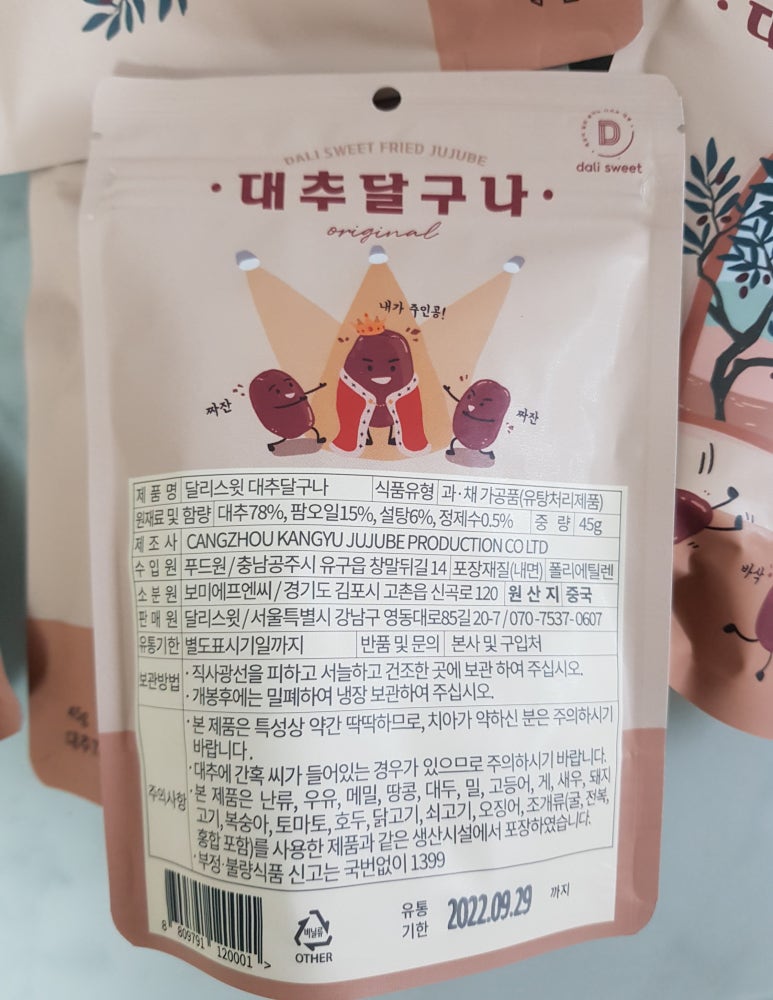 dali sweet
DALI SWEET FRIED JUJUBE
·대추달구나·
original
내가 주인공!
짜잔
짜잔
제 품 명 달리스윗 대추달구나 식품유형 과·채 가공품(유탕처리제품)
원재료 및 함량 대추78%, 팜오일15%, 설탕6%, 정제수0.5% 중 량 45g
제 조 사 CANGZHOU KANGYU JUJUBE PRODUCTION CO LTD
수 입 원 푸드원/충남공주시 유구읍 창말뒤길 14 포장재질(내면) 폴리에틸렌
소 분 원 보미에프엔씨/경기도 김포시 고촌읍 신곡로 120 원 산 지 중국
판 매 원 달리스윗/서울특별시 강남구 영동대로85길 20-7/070-7537-0607
유통기한 별도표시기일까지 반품 및 문의 본사 및 구입처
보관방법 ·직사광선을 피하고 서늘하고 건조한 곳에 보관 하여 주십시오.
·개봉후에는 밀폐하여 냉장 보관하여 주십시오.
주의사항 ·본 제품은 특성상 약간 딱딱하므로, 치아가 약하신 분은 주의하시기
바랍니다.
·대추에 간혹 씨가 들어있는 경우가 있으므로 주의하시기 바랍니다.
·본 제품은 난류, 우유, 메밀, 땅콩, 대두, 밀, 고등어, 게, 새우, 돼지
고기, 복숭아, 토마토, 호두, 닭고기, 쇠고기, 오징어, 조개류(굴, 전복,
홍합 포함)를 사용한 제품과 같은 생산시설에서 포장하였습니다.
·부정·불량식품 신고는 국번없이 1399
8 809791 120001 >
비닐류
OTHER
유통
기한 2022.09.29 까지
바삭
45g